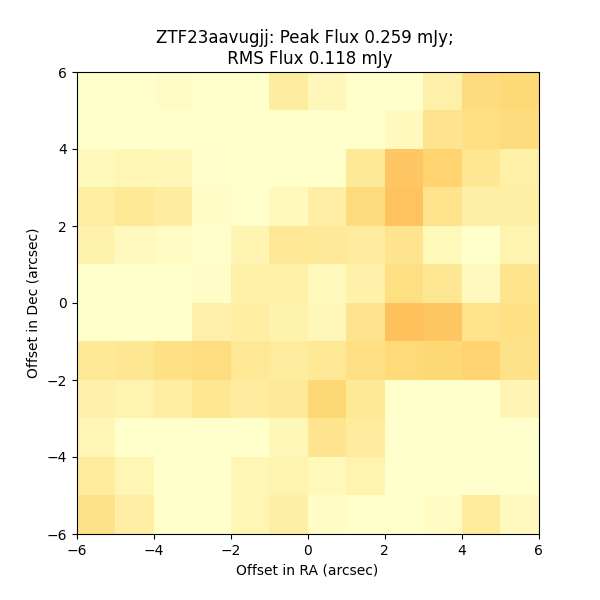 ZTF23aavugjj: Peak Flux 0.259 mJy;
RMS Flux 0.118 mJy
6
4
2
0
−2
−4
−6
Offset in Dec (arcsec)
−6 −4 −2 0 2 4 6
Offset in RA (arcsec)